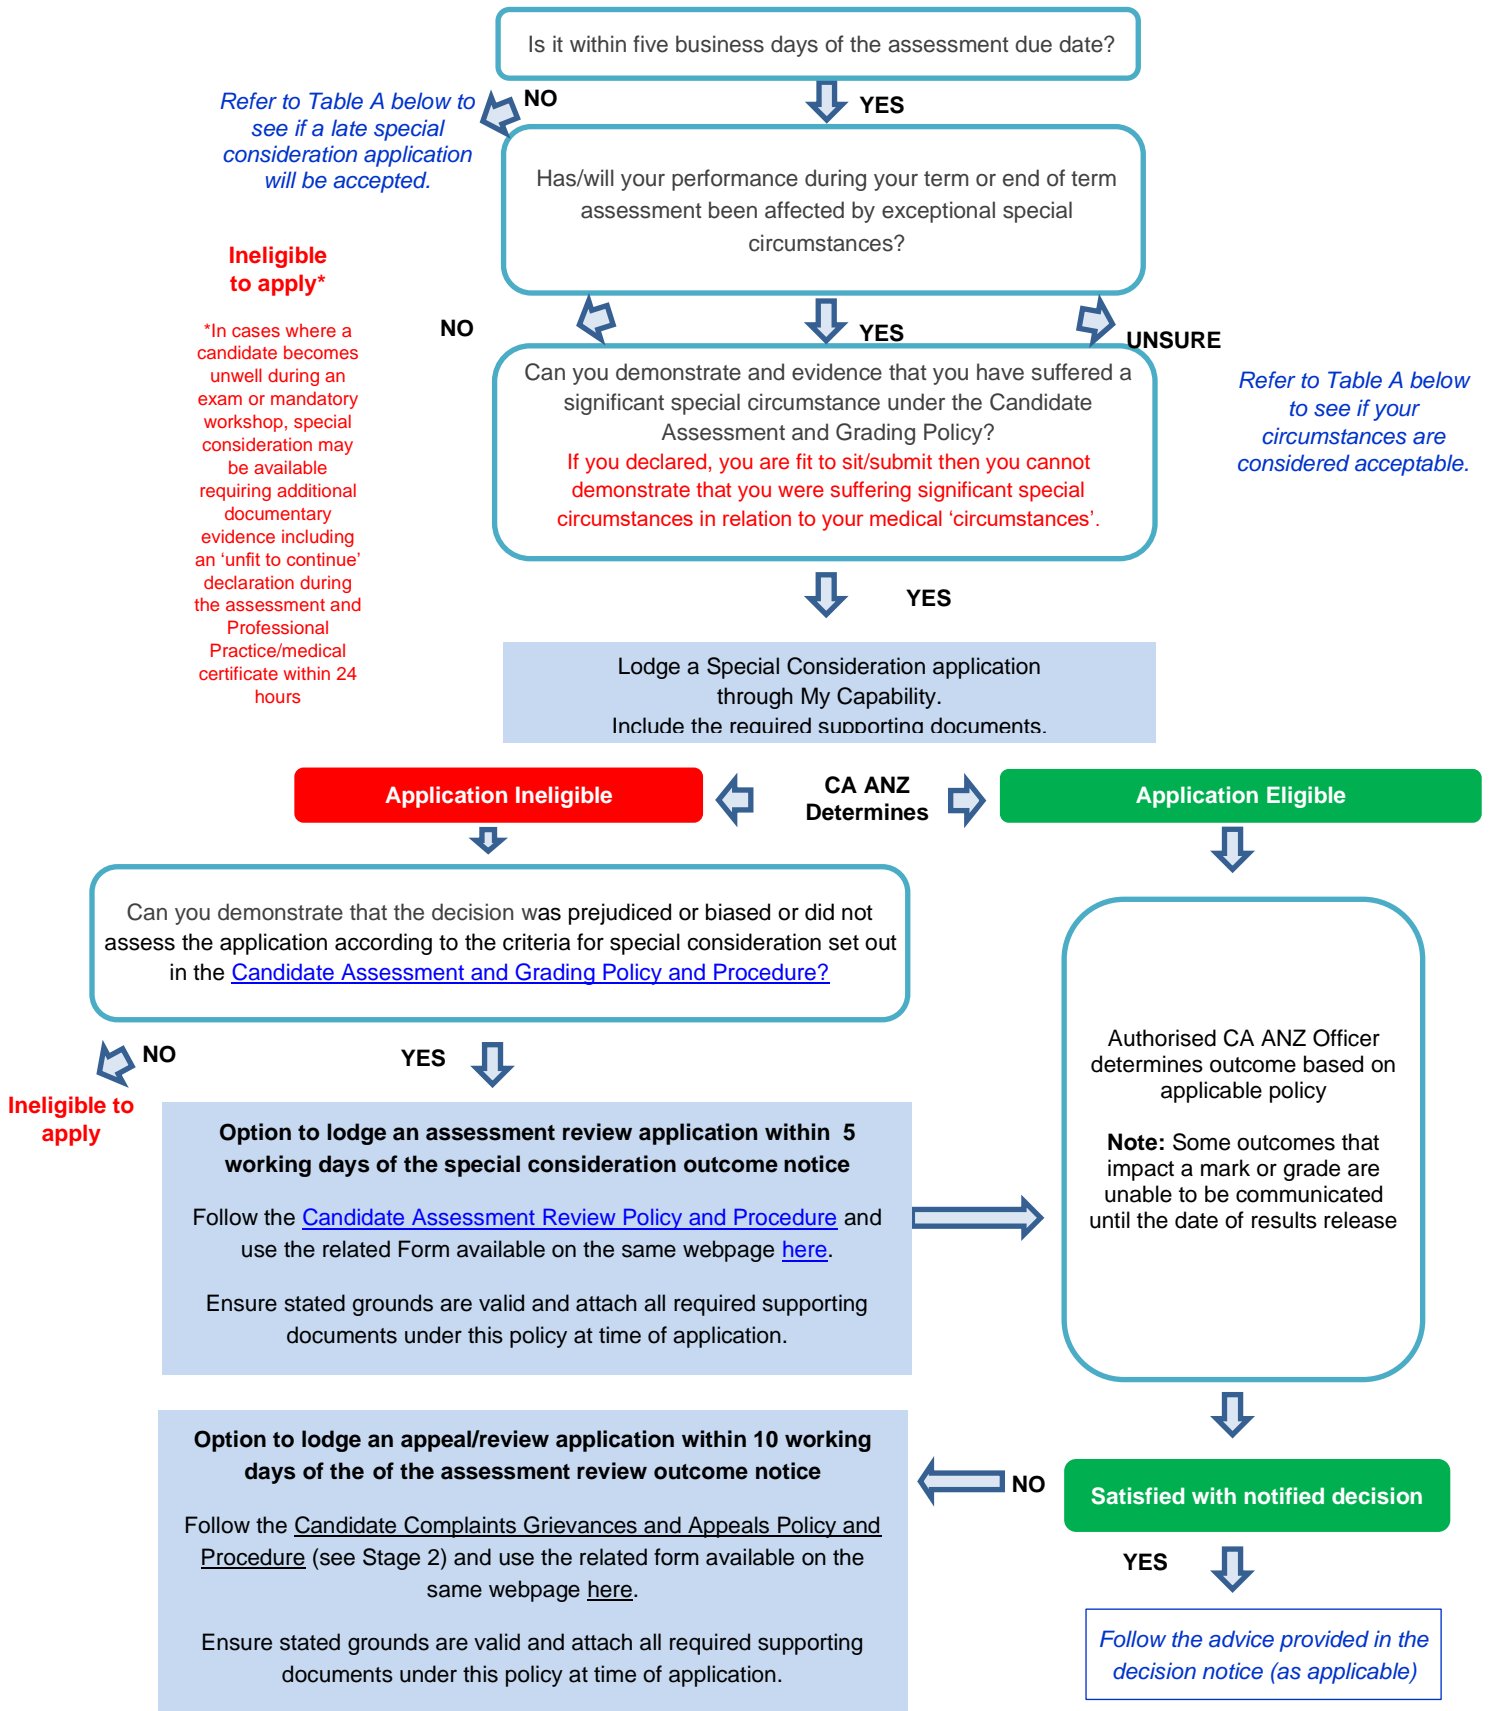 Is it within five business days of the assessment due date?
NO
YES
Refer to Table A below to
see if a late special
consideration application
will be accepted.
Has/will your performance during your term or end of term
assessment been affected by exceptional special
circumstances?
Ineligible
to apply*
*In cases where a
candidate becomes
unwell during an
exam or mandatory
workshop, special
consideration may
be available
requiring additional
documentary
evidence including
an ‘unfit to continue’
declaration during
the assessment and
Professional
Practice/medical
certificate within 24
hours
NO
YES
UNSURE
Refer to Table A below
to see if your
circumstances are
considered acceptable.
Can you demonstrate and evidence that you have suffered a
significant special circumstance under the Candidate
Assessment and Grading Policy?
If you declared, you are fit to sit/submit then you cannot
demonstrate that you were suffering significant special
circumstances in relation to your medical ‘circumstances’.
YES
Lodge a Special Consideration application
through My Capability.
Include the required supporting documents.
Application Ineligible
CA ANZ
Determines
Application Eligible
Can you demonstrate that the decision was prejudiced or biased or did not
assess the application according to the criteria for special consideration set out
in the Candidate Assessment and Grading Policy and Procedure?
NO
YES
Ineligible to
apply
Option to lodge an assessment review application within 5
working days of the special consideration outcome notice
Follow the Candidate Assessment Review Policy and Procedure and
use the related Form available on the same webpage here.
Ensure stated grounds are valid and attach all required supporting
documents under this policy at time of application.
Authorised CA ANZ Officer
determines outcome based on
applicable policy
Note: Some outcomes that
impact a mark or grade are
unable to be communicated
until the date of results release
Option to lodge an appeal/review application within 10 working
days of the of the assessment review outcome notice
Follow the Candidate Complaints Grievances and Appeals Policy and
Procedure (see Stage 2) and use the related form available on the
same webpage here.
Ensure stated grounds are valid and attach all required supporting
documents under this policy at time of application.
NO
Satisfied with notified decision
YES
Follow the advice provided in the
decision notice (as applicable)